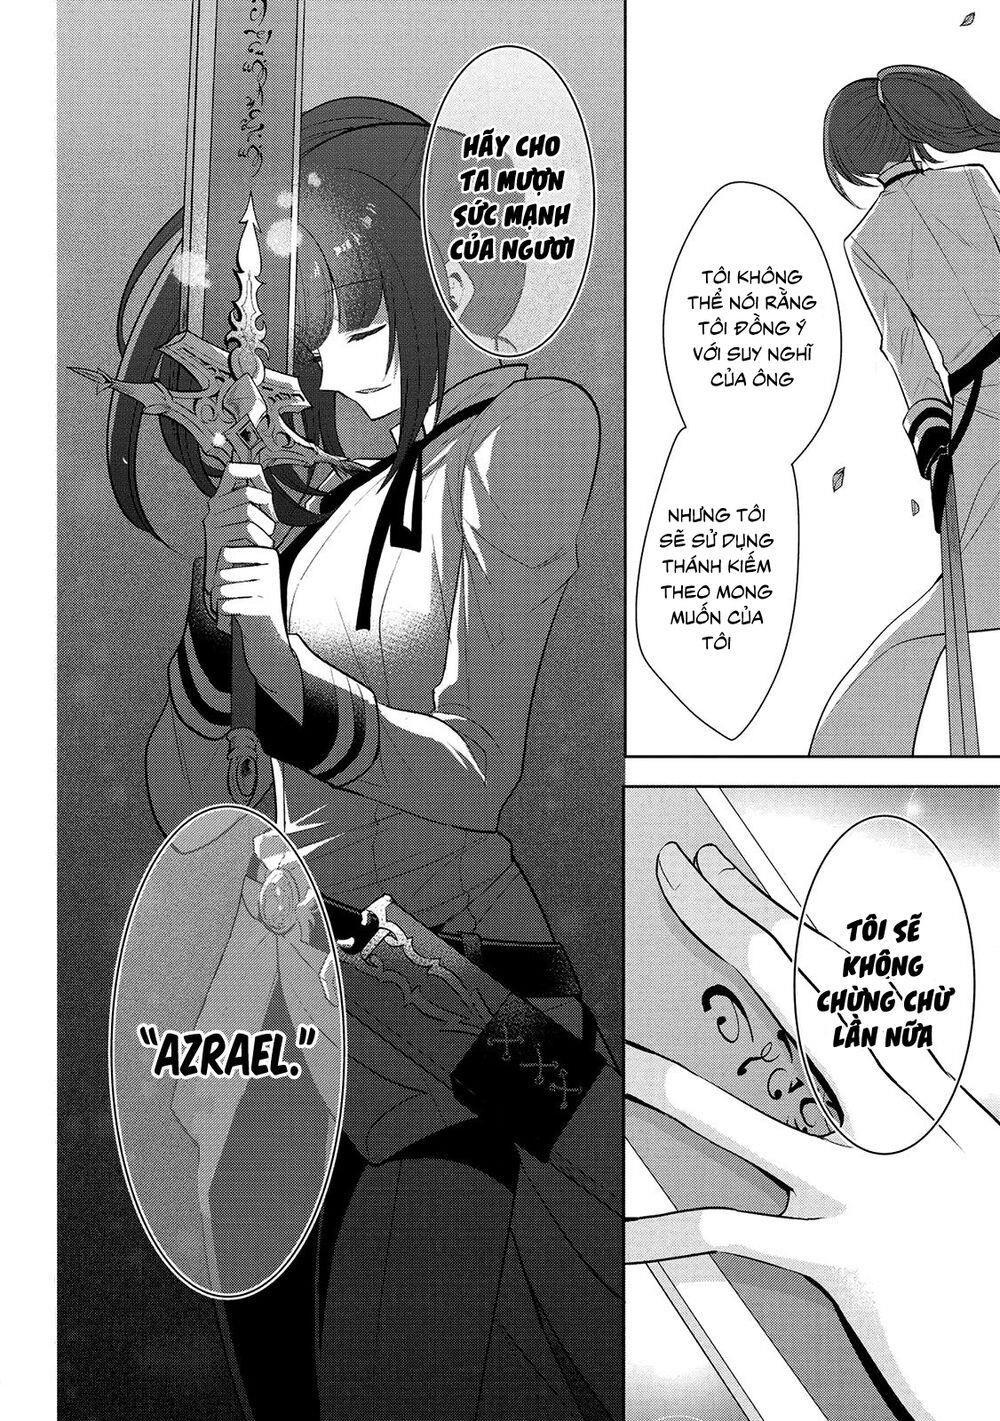 TÔI KHÔNG
THỂ NÓI RẰNG
TÔI ĐỒNG Ý
VỚI SUY NGHĨ
CỦA ÔNG
NHƯNG TÔI
SẼ SỬ DỤNG
THÁNH KIẾM
THEO MONG
MUỐN CỦA
TÔI
TÔI SẼ
KHÔNG
CHỪNG CHỪ
LẦN NỮA
HÃY CHO
TA MƯỢN
SỨC MẠNH
CỦA NGƯƠI
"AZRAEL."